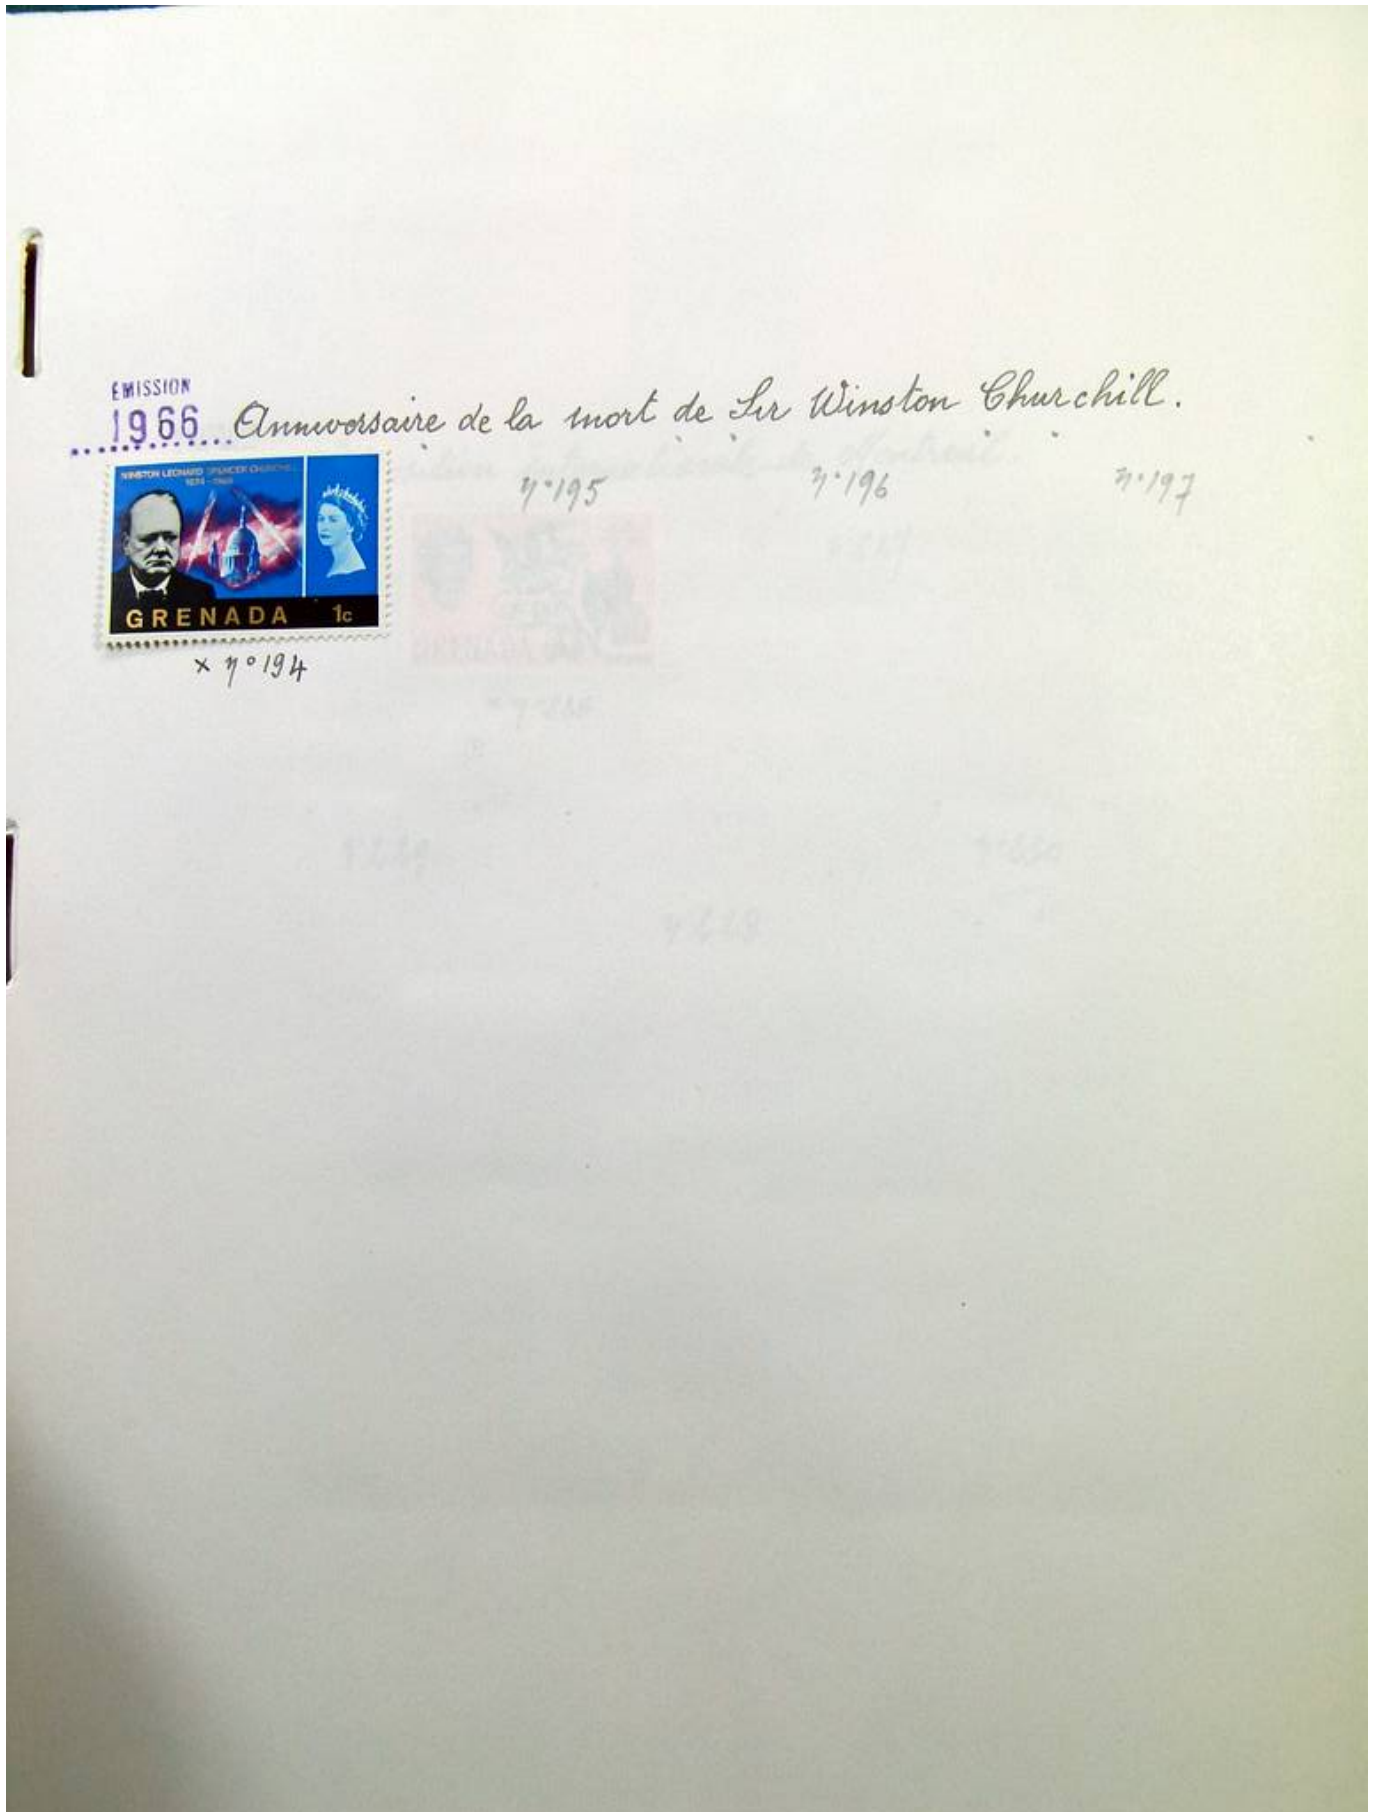 EMISSION
1966 Anniversaire de la mort de Sir Winston Churchill.
WINSTON LEONARD SPENCER CHURCHILL
1874-1965
GRENADA 1c
n°195 n°196 n°197
x n°194